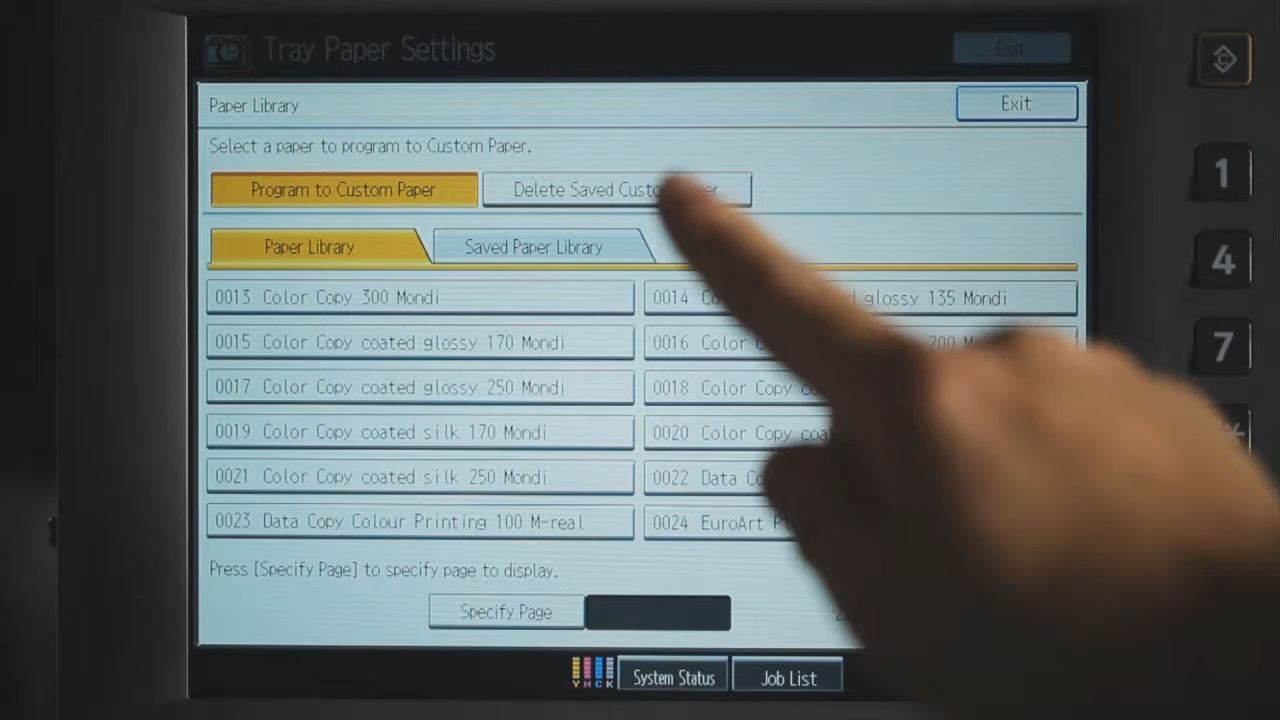 Tray Paper Settings Exit
Paper Library Exit
Select a paper to program to Custom Paper.
Program to Custom Paper Delete Saved
Paper Library Saved Paper Library
0013 Color Copy 300 Mondi 0014 glossy 135 Mondi
0015 Color Copy coated glossy 170 Mondi 0016 Color 200
0017 Color Copy coated glossy 250 Mondi 0018 Color Copy
0019 Color Copy coated silk 170 Mondi 0020 Color Copy
0021 Color Copy coated silk 250 Mondi 0022 Data
0023 Data Copy Colour Printing 100 M-real 0024 EuroArt
Press [Specify Page] to specify page to display.
Specify Page
Y M C K System Status Job List
C
1
4
7